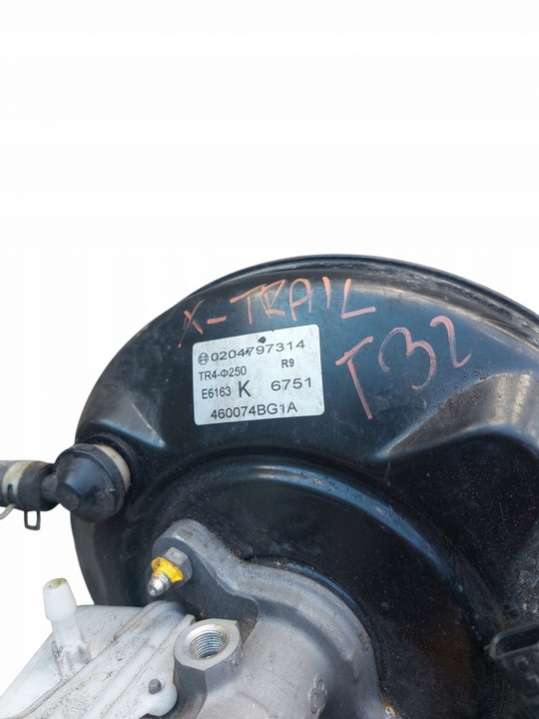 X-TRAIL
T32
0204797314
TR4-Φ250 R9
E6163 K 6751
460074BG1A